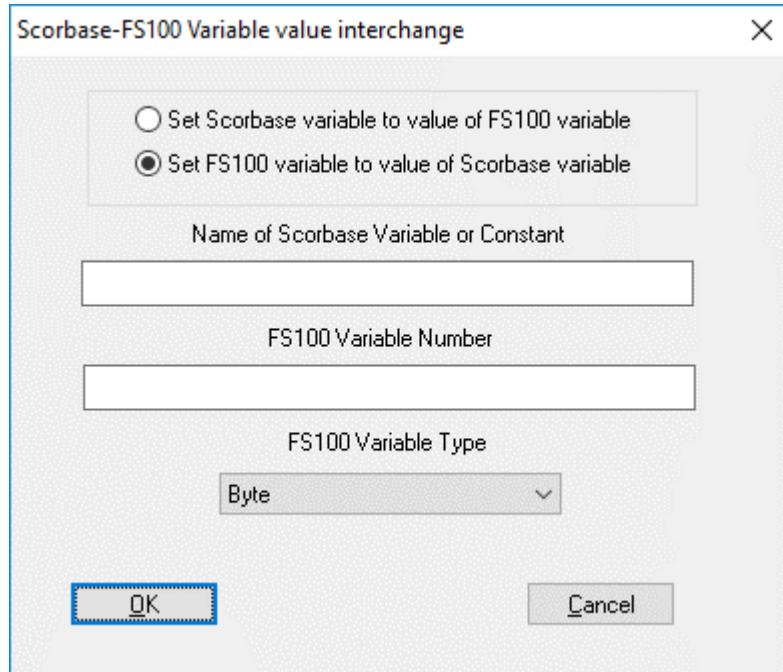 Scorbase-FS100 Variable value interchange
Set Scorbase variable to value of FS100 variable
Set FS100 variable to value of Scorbase variable
Name of Scorbase Variable or Constant
FS100 Variable Number
FS100 Variable Type
Byte
OK Cancel